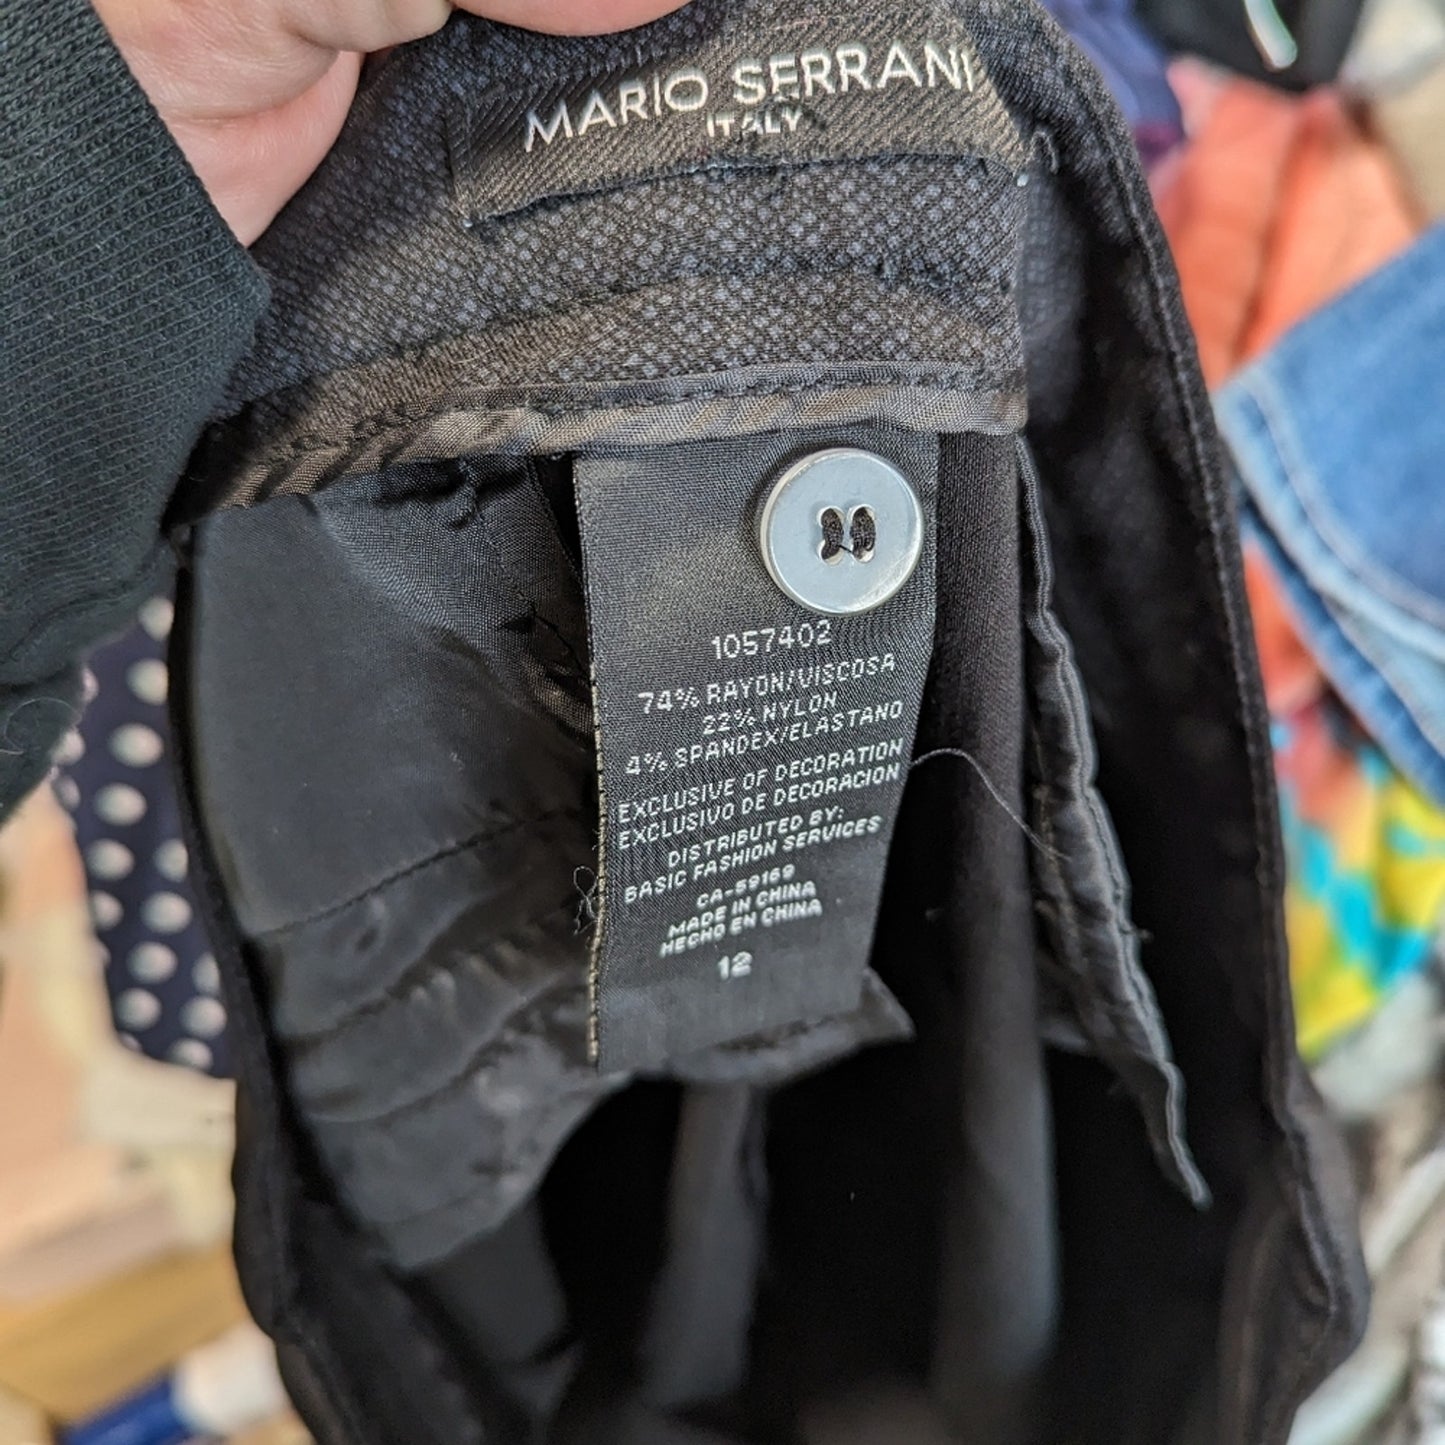 MARIO SERRANI
ITALY
1057402
74% RAYON/VISCOSA
22% NYLON
4% SPANDEX/ELASTANO
EXCLUSIVE OF DECORATION
EXCLUSIVO DE DECORACION
DISTRIBUTED BY:
BASIC FASHION SERVICES
CA-59169
MADE IN CHINA
HECHO EN CHINA
12